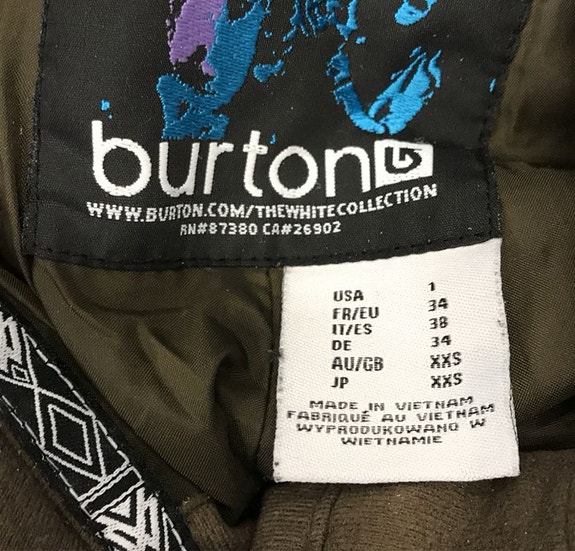 burton
WWW.BURTON.COM/THEWHITECOLLECTION
RN#87380 CA#26902
USA 1
FR/EU 34
IT/ES 38
DE 34
AU/GB XXS
JP XXS
MADE IN VIETNAM
FABRIQUÉ AU VIETNAM
WYPRODUKOWANO W
WIETNAMIE